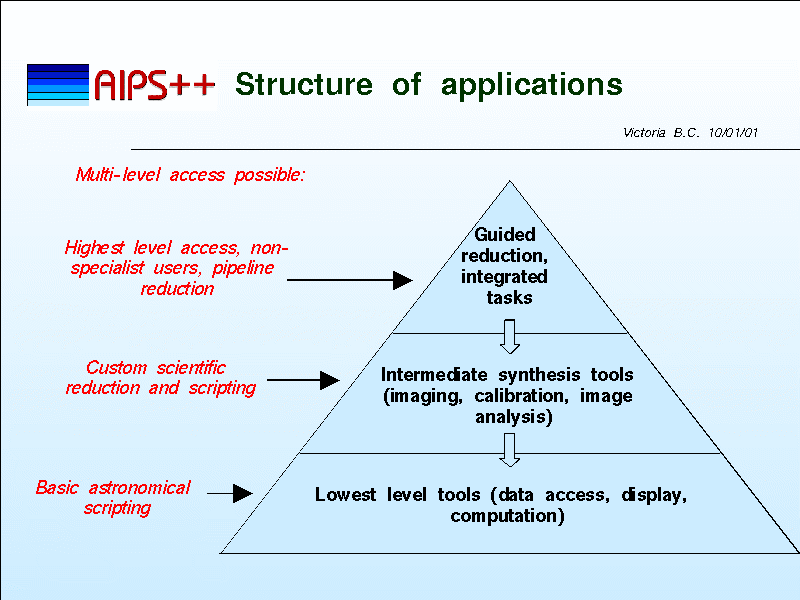 AIPS++ Structure of applications
Victoria B.C. 10/01/01
Multi-level access possible:
Highest level access, non-
specialist users, pipeline
reduction
Guided
reduction,
integrated
tasks
Custom scientific
reduction and scripting
Intermediate synthesis tools
(imaging, calibration, image
analysis)
Basic astronomical
scripting
Lowest level tools (data access, display,
computation)